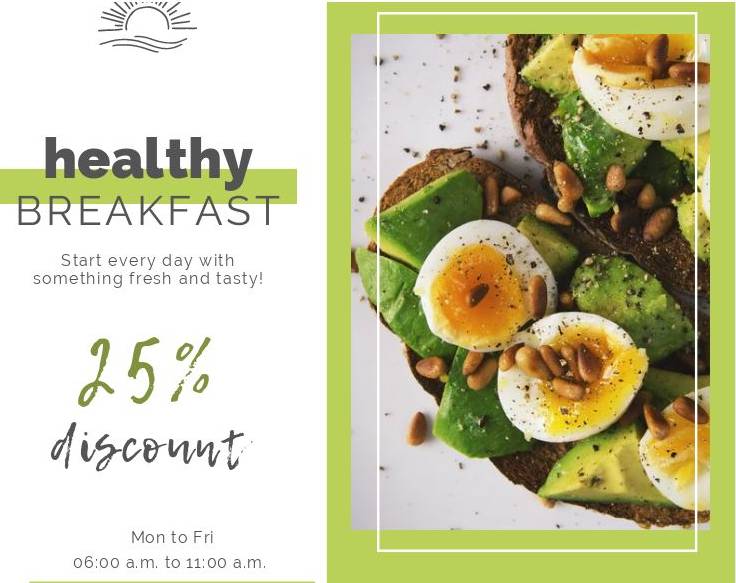 healthy
BREAKFAST
Start every day with
something fresh and tasty!
25%
discount
Mon to Fri
06:00 a.m. to 11:00 a.m.